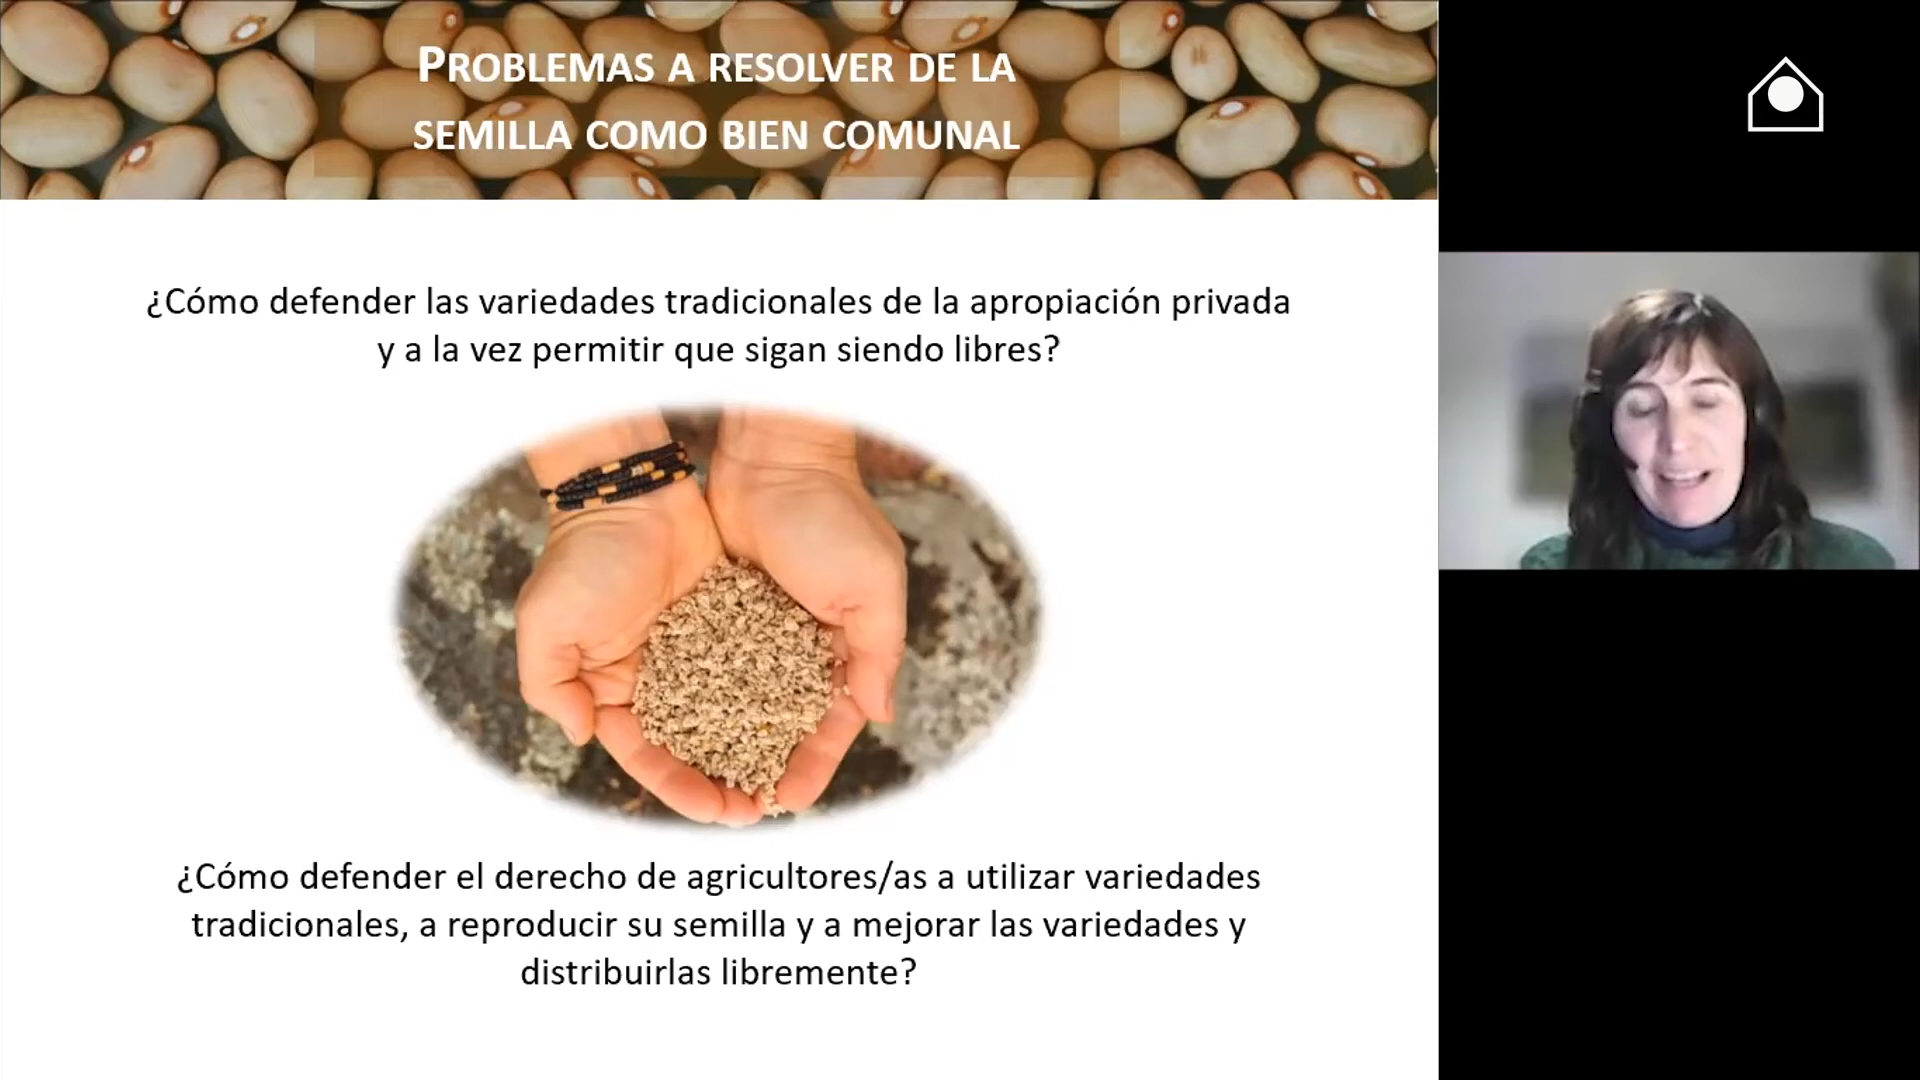 PROBLEMAS A RESOLVER DE LA
SEMILLA COMO BIEN COMUNAL
¿Cómo defender las variedades tradicionales de la apropiación privada
y a la vez permitir que sigan siendo libres?
¿Cómo defender el derecho de agricultores/as a utilizar variedades
tradicionales, a reproducir su semilla y a mejorar las variedades y
distribuirlas libremente?